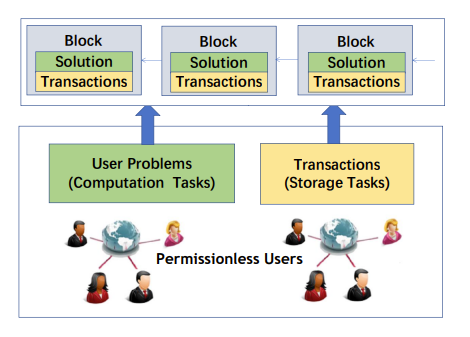 Block
Solution
Transactions
Block
Solution
Transactions
Block
Solution
Transactions
User Problems
(Computation Tasks)
Transactions
(Storage Tasks)
Permissionless Users